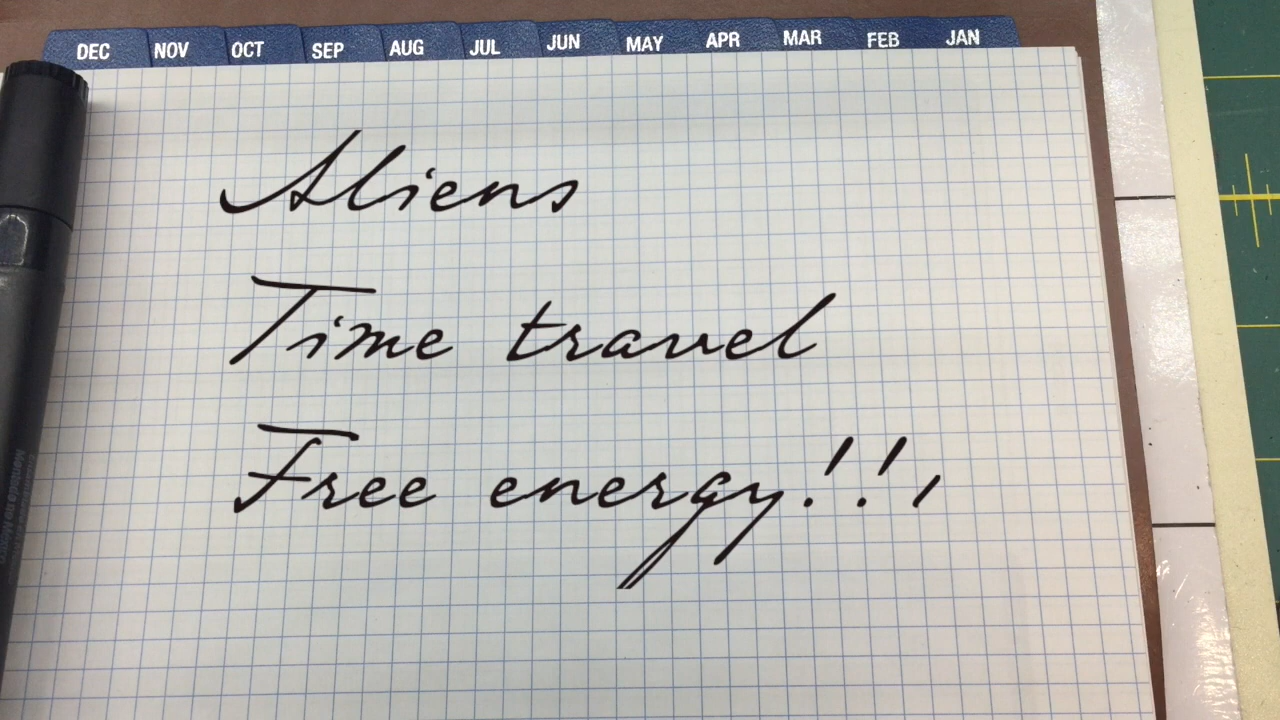 DEC NOV OCT SEP AUG JUL JUN MAY APR MAR FEB JAN
Aliens
Time travel
Free energy!!,